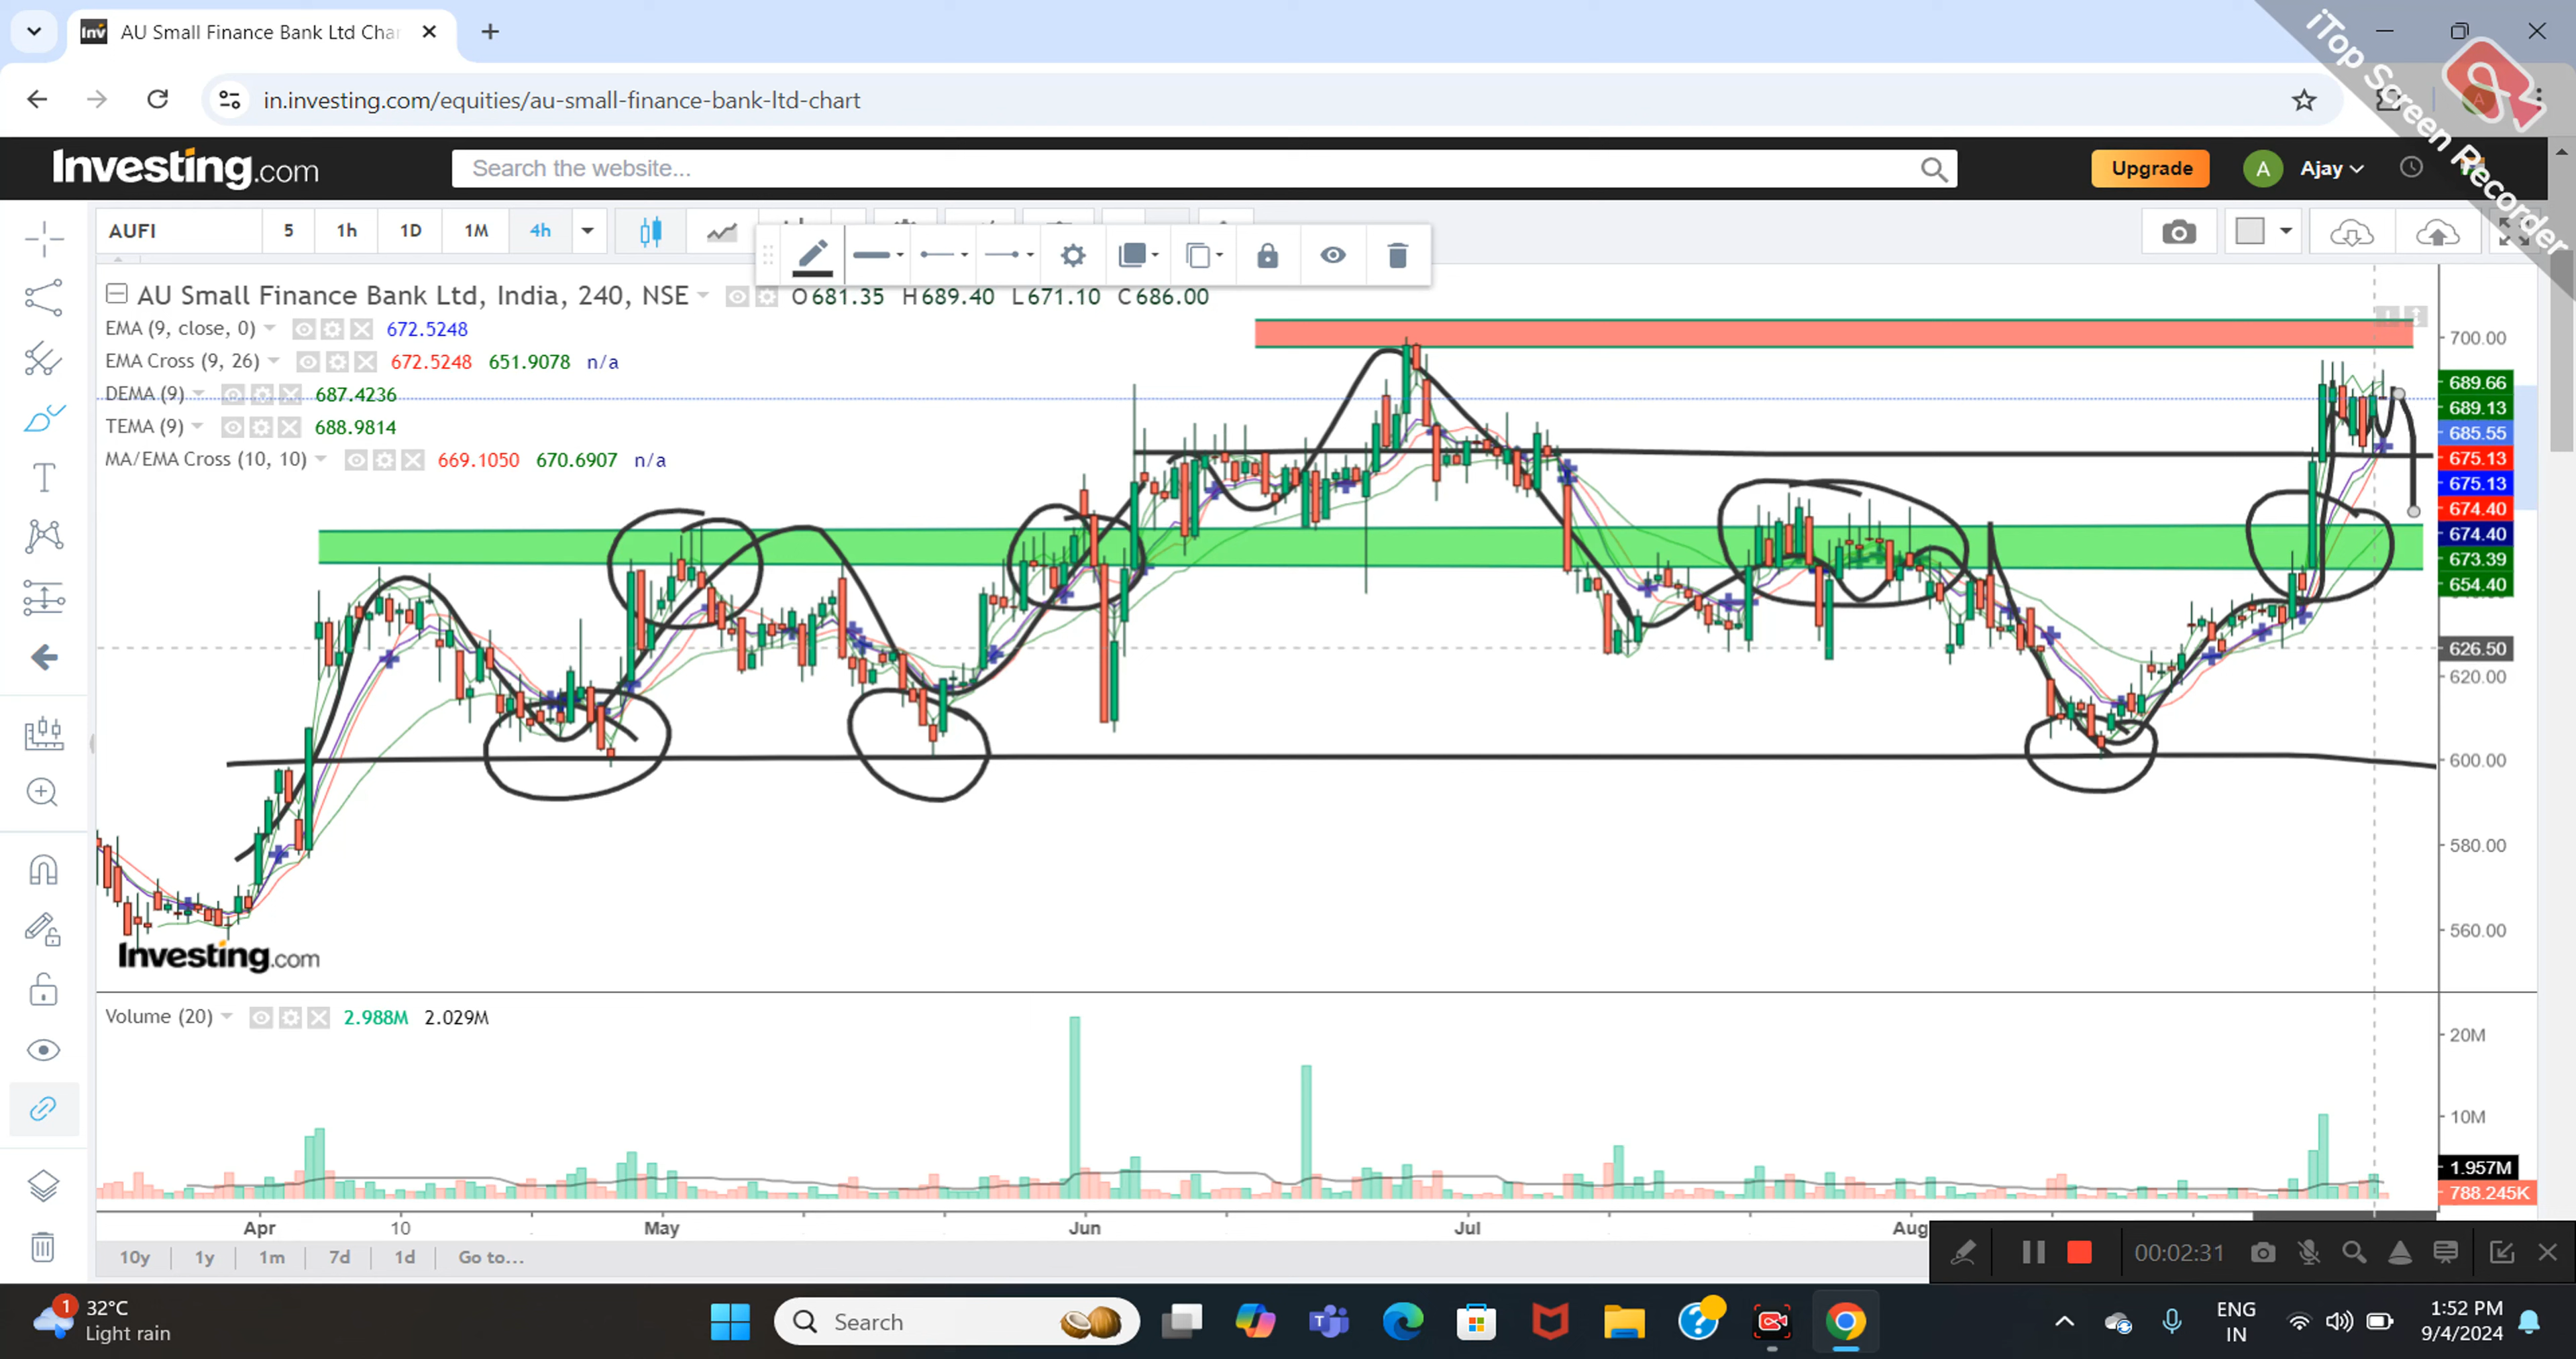 AU Small Finance Bank Ltd Char
iTop Screen Recorder
in.investing.com/equities/au-small-finance-bank-ltd-chart
Investing.com
Search the website...
Upgrade
A
Ajay
AUFI
5
1h
1D
1M
4h
AU Small Finance Bank Ltd, India, 240, NSE
O681.35 H689.40 L671.10 C686.00
EMA (9, close, 0) 672.5248
EMA Cross (9, 26) 672.5248 651.9078 n/a
DEMA (9) 687.4236
TEMA (9) 688.9814
MA/EMA Cross (10, 10) 669.1050 670.6907 n/a
700.00
689.66
689.13
685.55
675.13
675.13
674.40
674.40
673.39
654.40
626.50
620.00
600.00
580.00
560.00
Investing.com
Volume (20) 2.988M 2.029M
20M
10M
1.957M
788.245K
Apr 10 May Jun Jul Aug
10y 1y 1m 7d 1d Go to...
00:02:31
1
32°C
Light rain
Search
ENG
IN
1:52 PM
9/4/2024